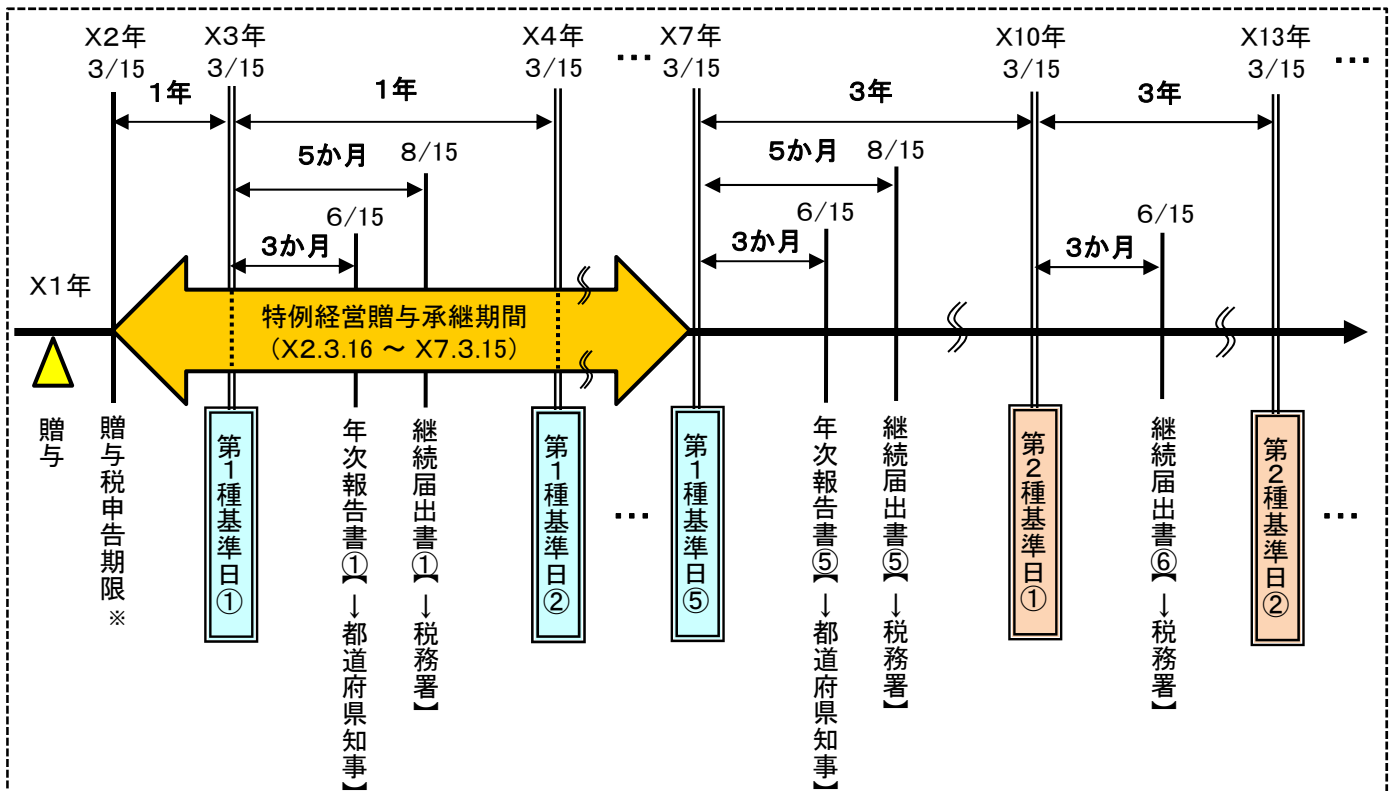 X2年
3/15
X3年
3/15
X4年
3/15
…
X7年
3/15
X10年
3/15
X13年
3/15
…
1年
1年
3年
3年
5か月
8/15
5か月
8/15
6/15
3か月
6/15
3か月
6/15
3か月
X1年
特例経営贈与承継期間
(X2.3.16 ～ X7.3.15)
贈与
贈与税申告期限※
第1種基準日①
年次報告書①【→都道府県知事】
継続届出書①【→税務署】
第1種基準日②
…
第1種基準日⑤
年次報告書⑤【→都道府県知事】
継続届出書⑤【→税務署】
第2種基準日①
継続届出書⑥【→税務署】
第2種基準日②
…